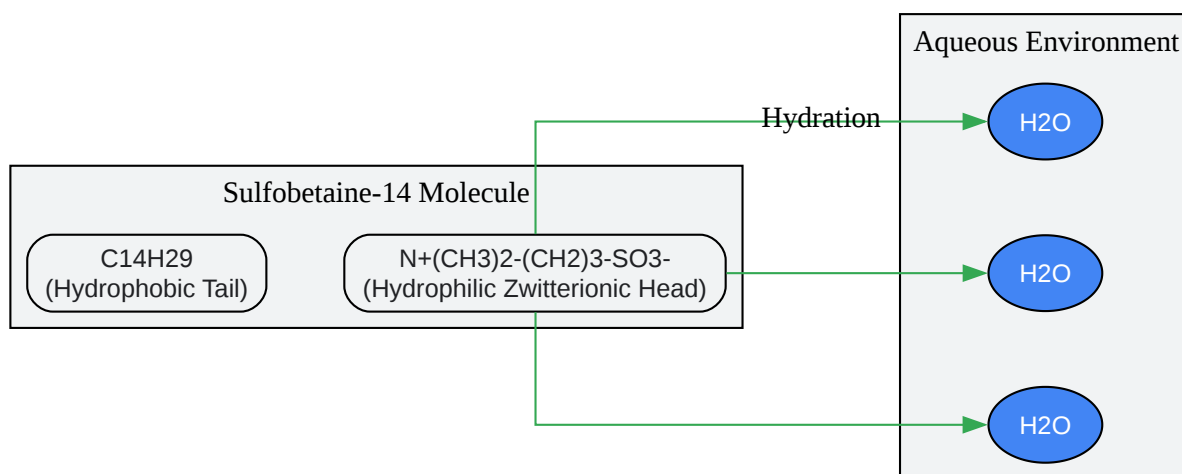 Aqueous Environment
H2O
Hydration
Sulfobetaine-14 Molecule
C14H29
(Hydrophobic Tail)
N+(CH3)2-(CH2)3-SO3-
(Hydrophilic Zwitterionic Head)
H2O
H2O